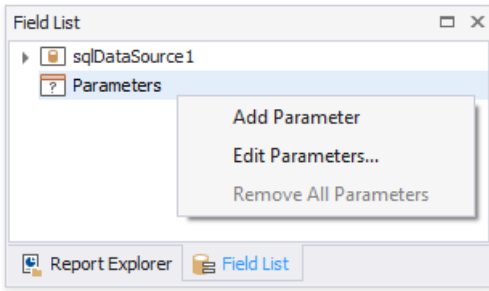 Field List
sqlDataSource1
Parameters
Add Parameter
Edit Parameters...
Remove All Parameters
Report Explorer
Field List